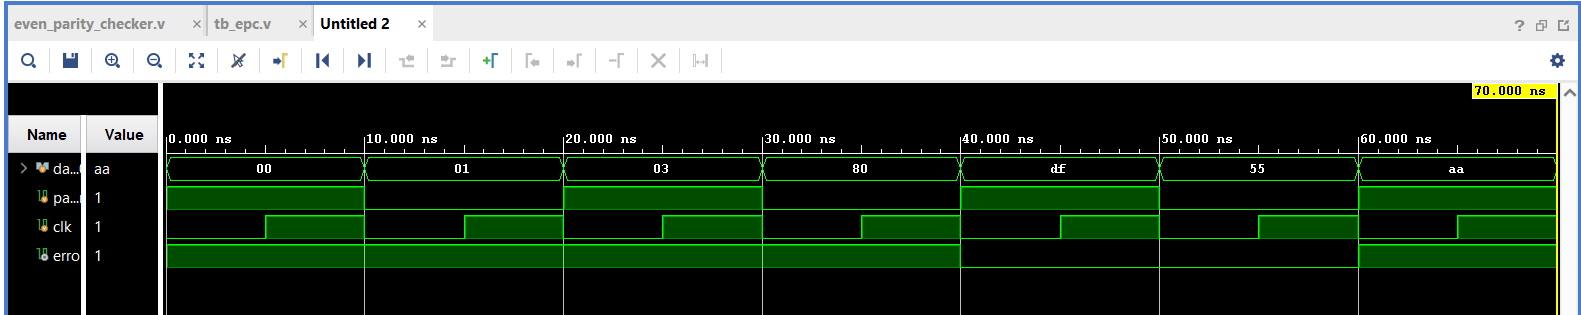 even_parity_checker.v × tb_epc.v × Untitled 2 ×
?
70.000 ns
Name Value
0.000 ns 10.000 ns 20.000 ns 30.000 ns 40.000 ns 50.000 ns 60.000 ns
da... aa 00 01 03 80 df 55 aa
pa... 1
clk 1
erro 1